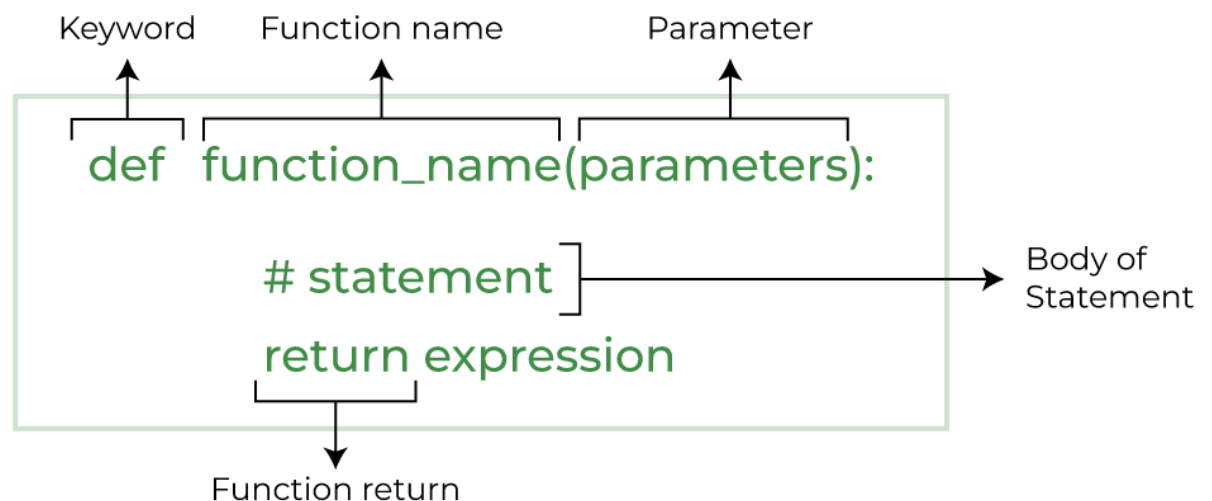 Keyword Function name Parameter
def function_name(parameters):
# statement
Body of
Statement
return expression
Function return